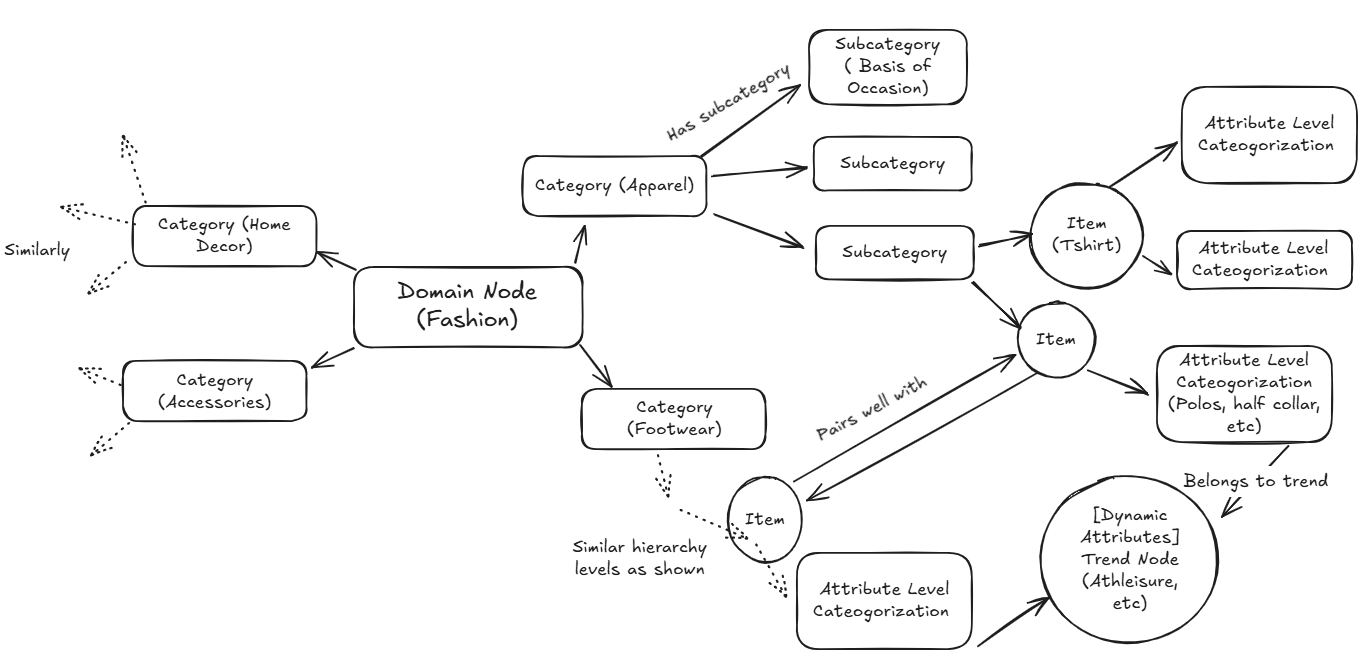 Subcategory
( Basis of
Occasion)
Has subcategory
Attribute Level
Cateogorization
Subcategory
Category (Apparel)
Category (Home
Decor)
Similarly
Item
(Tshirt)
Subcategory
Attribute Level
Cateogorization
Domain Node
(Fashion)
Item
Attribute Level
Cateogorization
(Polos, half collar,
etc)
Category
(Accessories)
Category
(Footwear)
Pairs well with
Belongs to trend
Item
[Dynamic
Attributes]
Trend Node
(Athleisure,
etc)
Similar hierarchy
levels as shown
Attribute Level
Cateogorization